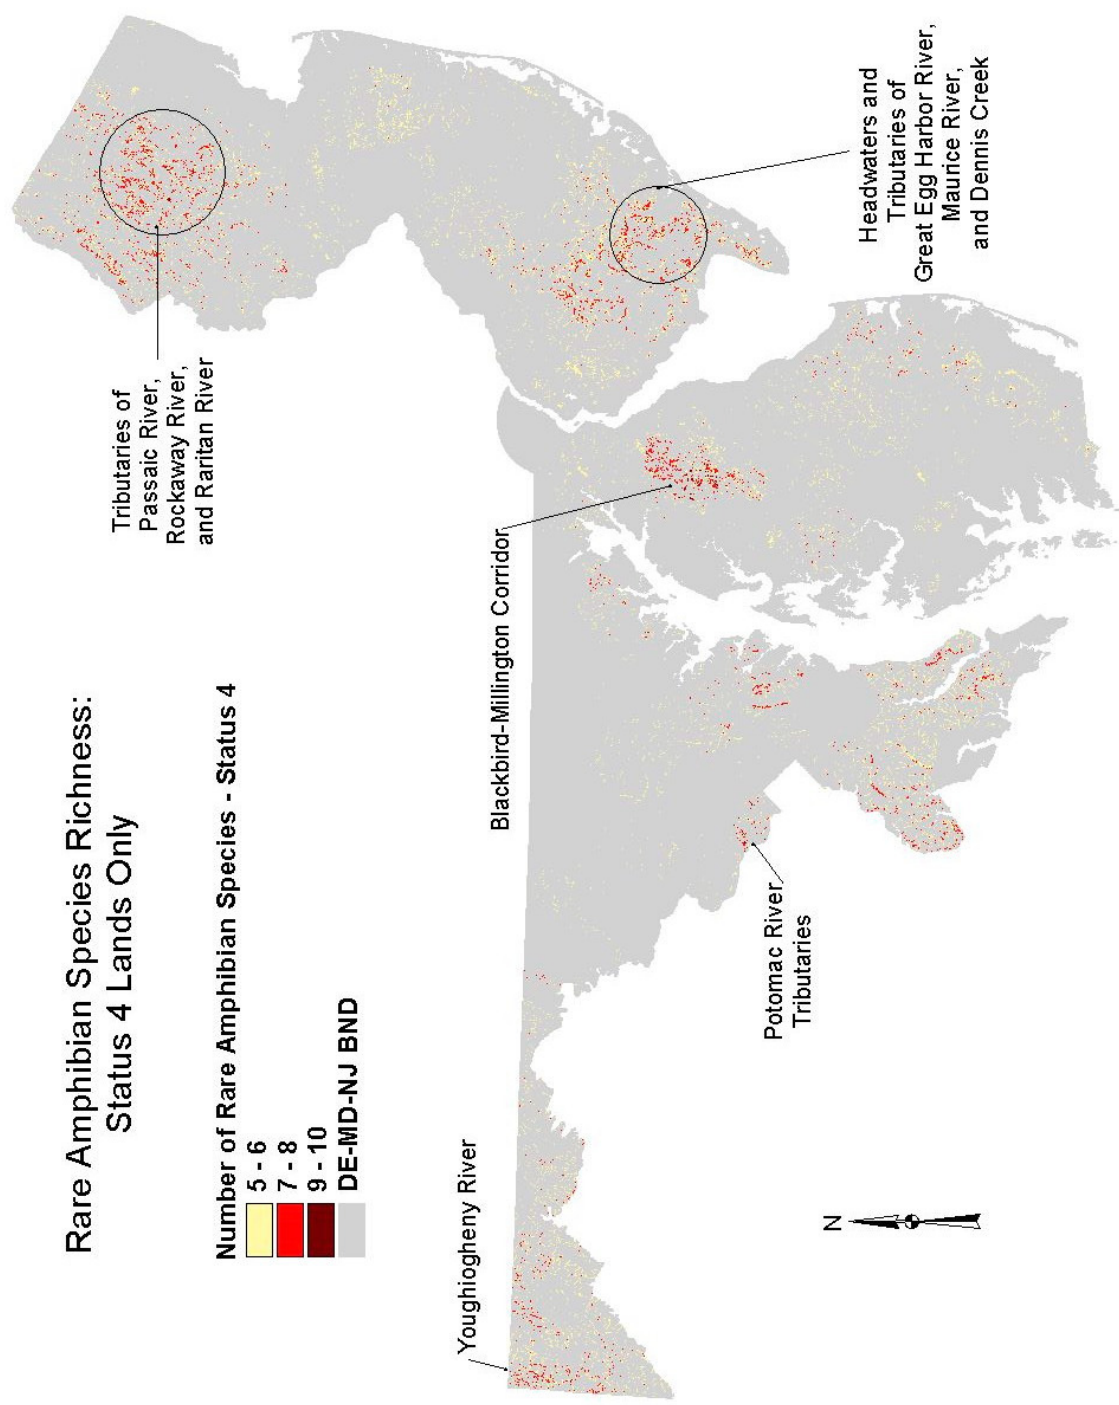 Rare Amphibian Species Richness:
Status 4 Lands Only
Number of Rare Amphibian Species - Status 4
5 - 6
7 - 8
9 - 10
DE-MD-NJ BND
Youghiogheny River
Potomac River
Tributaries
Blackbird-Millington Corridor
Tributaries of
Passaic River,
Rockaway River,
and Raritan River
Headwaters and
Tributaries of
Great Egg Harbor River,
Maurice River,
and Dennis Creek
N